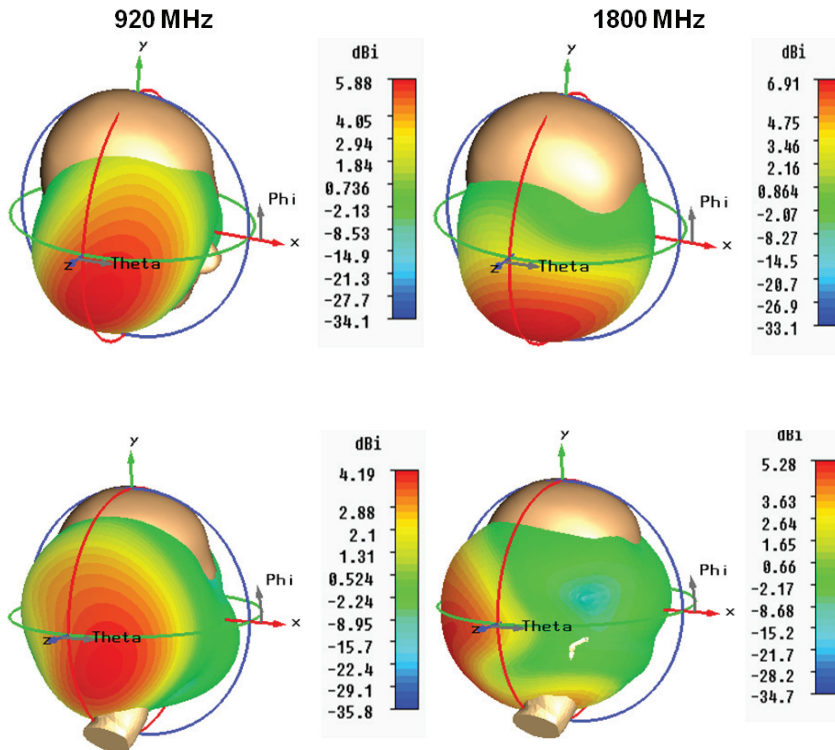 920 MHz
1800 MHz
y
dBi
5.88
4.05
2.94
1.84
0.736
-2.13
-8.53
-14.9
-21.3
-27.7
-34.1
Phi
x
z
Theta
y
dBi
6.91
4.75
3.46
2.16
0.864
-2.07
-8.27
-14.5
-20.7
-26.9
-33.1
Phi
x
z
Theta
y
dBi
4.19
2.88
2.1
1.31
0.524
-2.24
-8.95
-15.7
-22.4
-29.1
-35.8
Phi
x
z
Theta
y
dBi
5.28
3.63
2.64
1.65
0.66
-2.17
-8.68
-15.2
-21.7
-28.2
-34.7
Phi
x
z
Theta